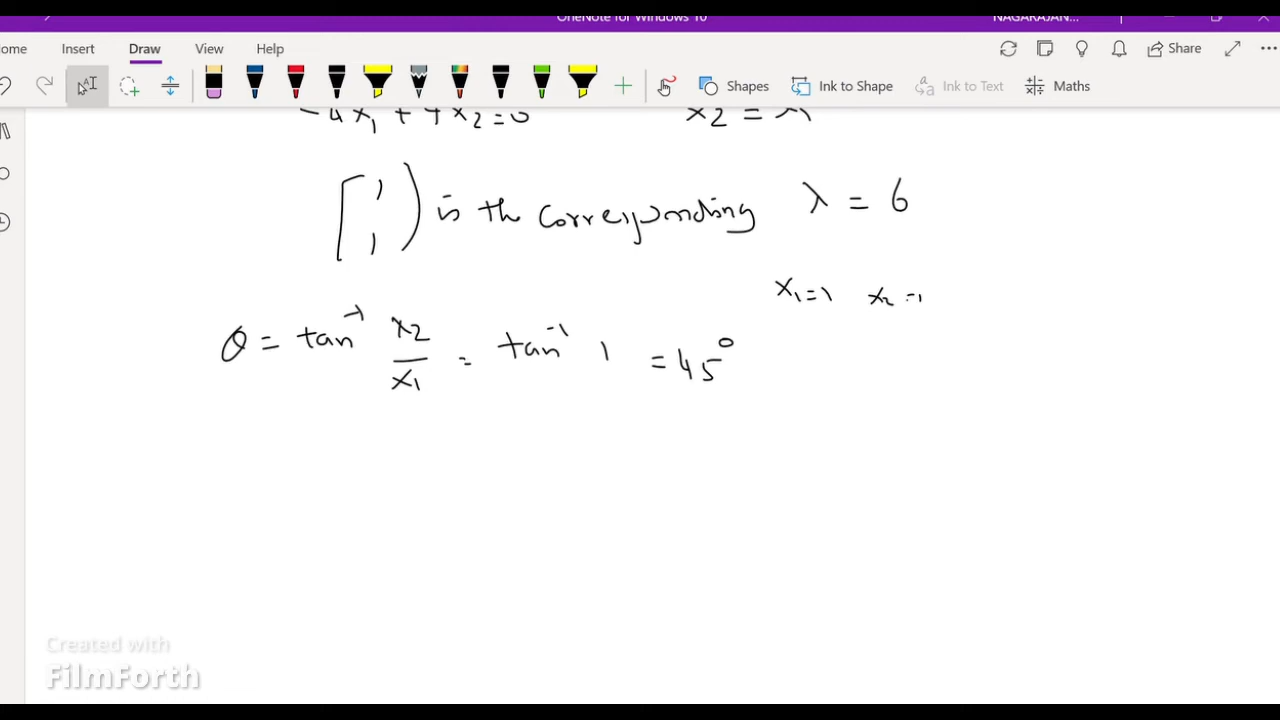 OneNote for Windows 10 NAGARAJAN...
ome Insert Draw View Help Share
Shapes Ink to Shape Ink to Text Maths
- 4x₁ + 4x₂ = 0 x₂ = x₁
[1 is the corresponding λ = 6
1)
x₁ = 1 x₂ = 1
θ = tan⁻¹ x₂/x₁ = tan⁻¹ 1 = 45°
Created with
FilmForth